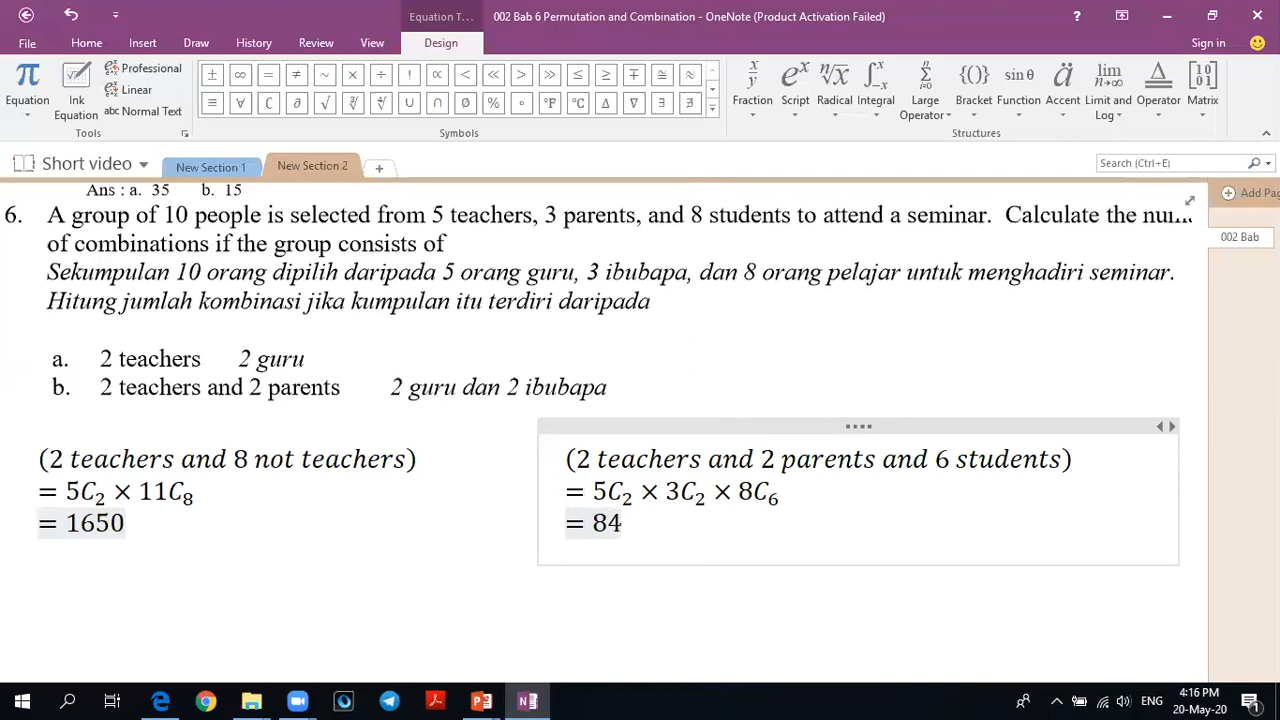 Equation T...
002 Bab 6 Permutation and Combination - OneNote (Product Activation Failed)
?
File
Home
Insert
Draw
History
Review
View
Design
Sign in
π
Equation
Ink
Equation
Professional
Linear
abc Normal Text
Tools
± ∞ = ≠ ~ × ÷ ! ∝ < ≪ > ≫ ≤ ≥ ∓ ≅ ≈
≡ ∀ ∁ ∂ √ ∛ ∜ ∪ ∩ ∅ % ° °F °C ∆ ∇ ∃ ∄
Symbols
Fraction
Script
Radical
Integral
Large
Operator
Bracket
Function
Accent
Limit and
Log
Operator
Matrix
Structures
Short video
New Section 1
New Section 2
Search (Ctrl+E)
Add Pag
002 Bab
Ans : a. 35 b. 15
6. A group of 10 people is selected from 5 teachers, 3 parents, and 8 students to attend a seminar. Calculate the
of combinations if the group consists of
Sekumpulan 10 orang dipilih daripada 5 orang guru, 3 ibubapa, dan 8 orang pelajar untuk menghadiri seminar.
Hitung jumlah kombinasi jika kumpulan itu terdiri daripada
a. 2 teachers 2 guru
b. 2 teachers and 2 parents 2 guru dan 2 ibubapa
(2 teachers and 8 not teachers)
= 5C₂ × 11C₈
= 1650
(2 teachers and 2 parents and 6 students)
= 5C₂ × 3C₂ × 8C₆
= 84
ENG
4:16 PM
20-May-20